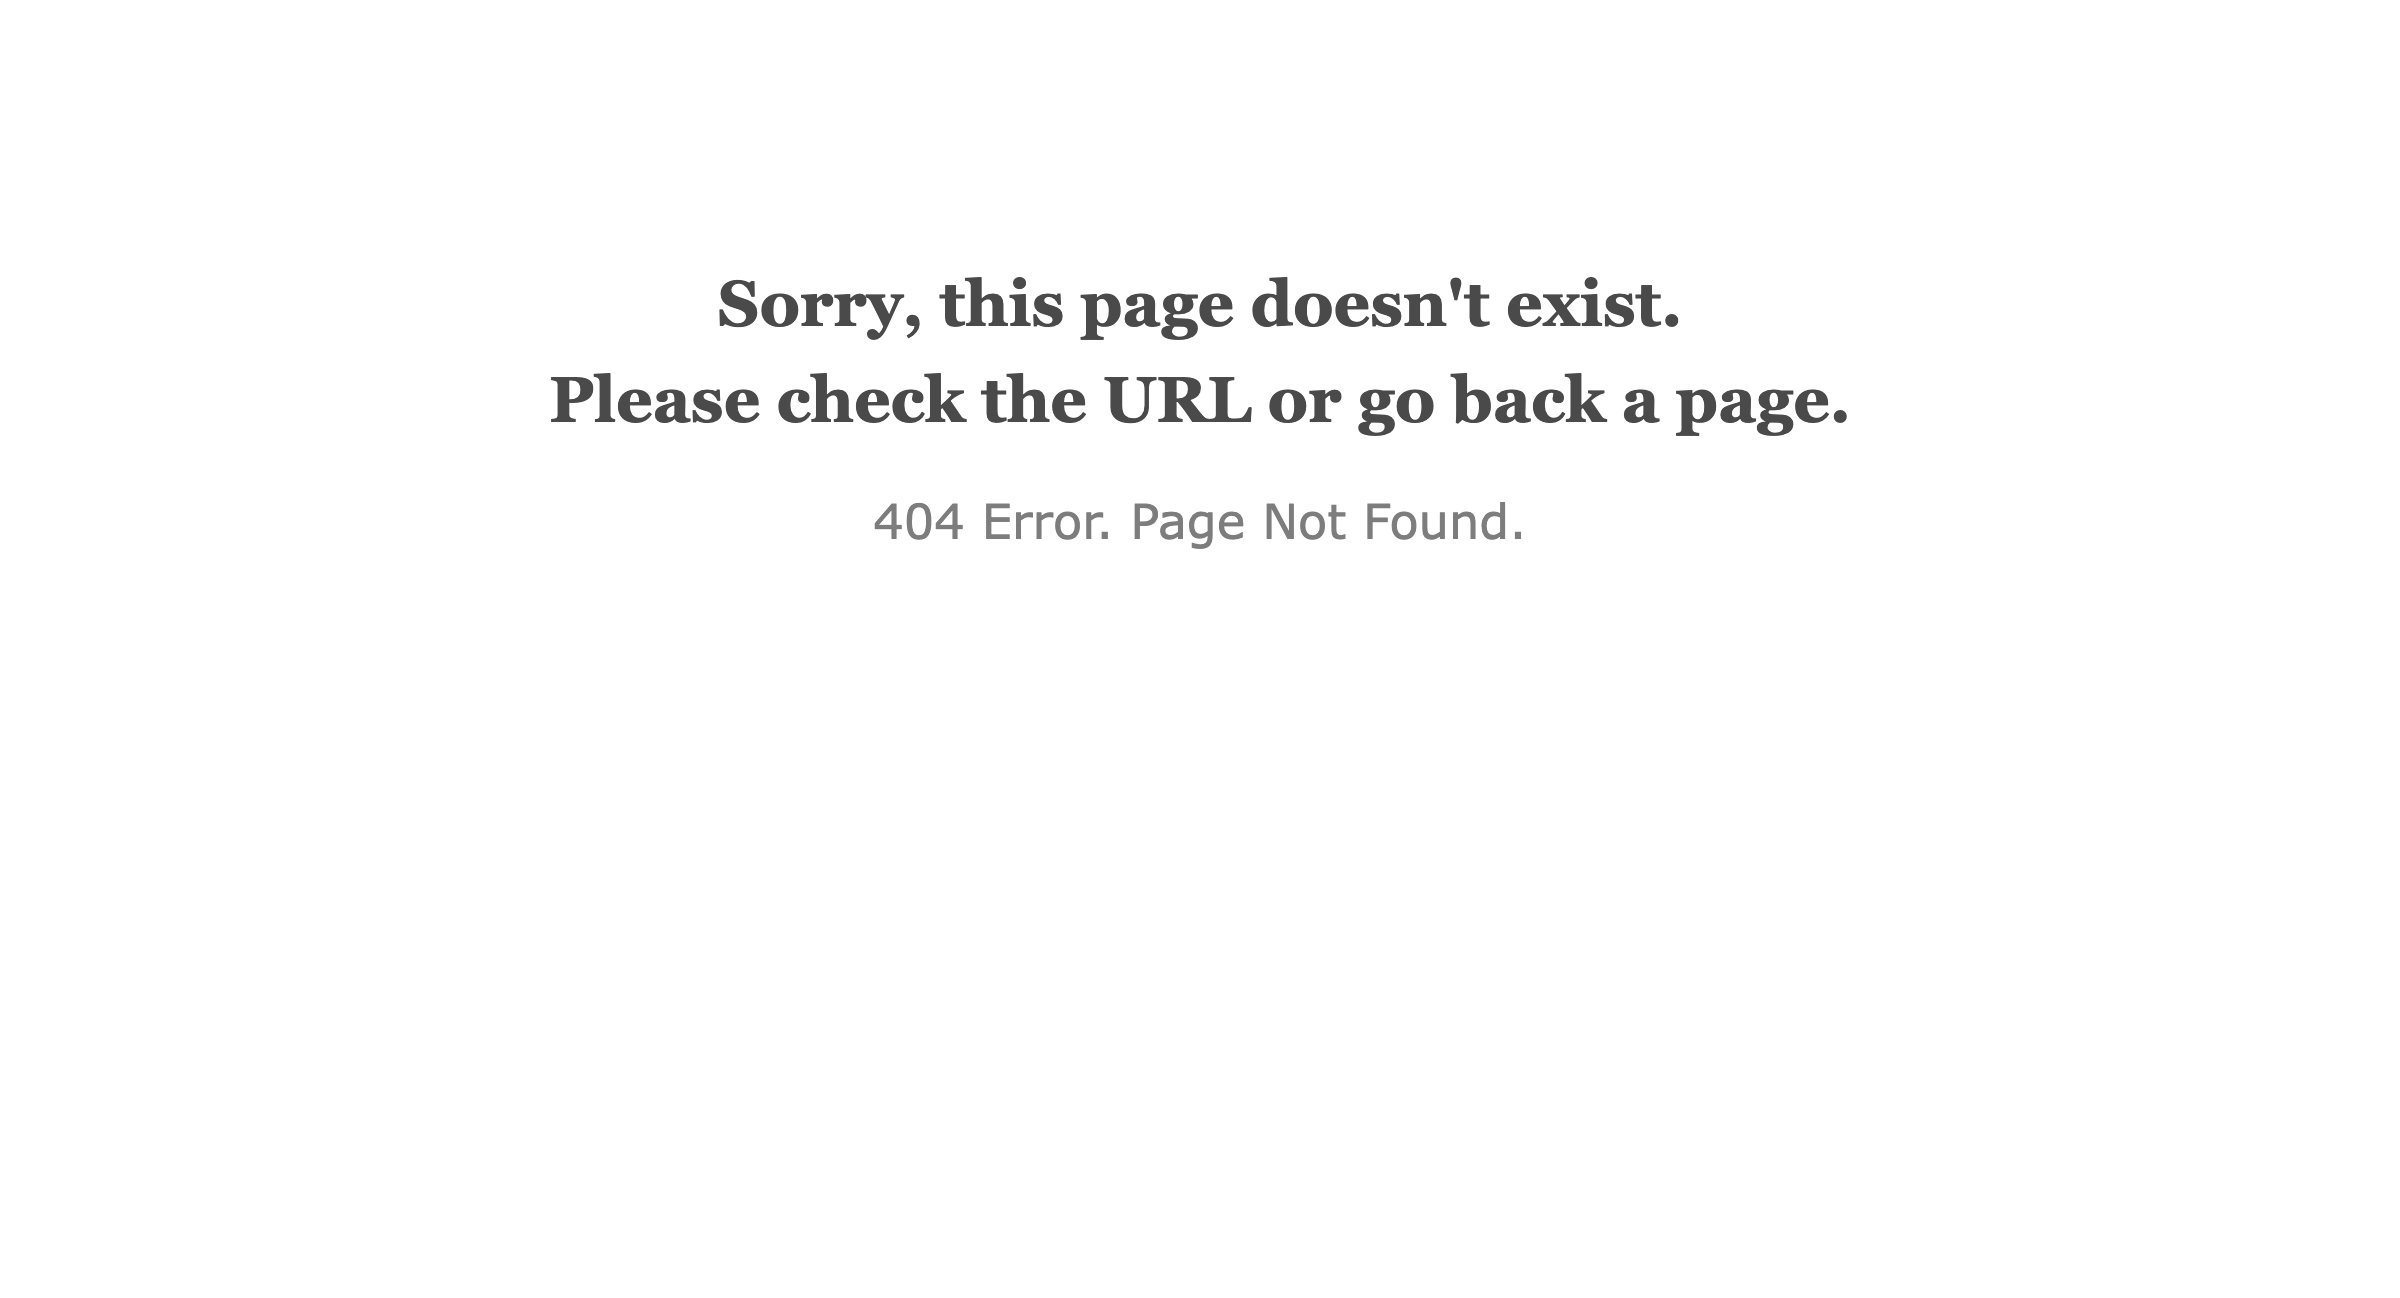 Sorry, this page doesn't exist.
Please check the URL or go back a page.
404 Error. Page Not Found.